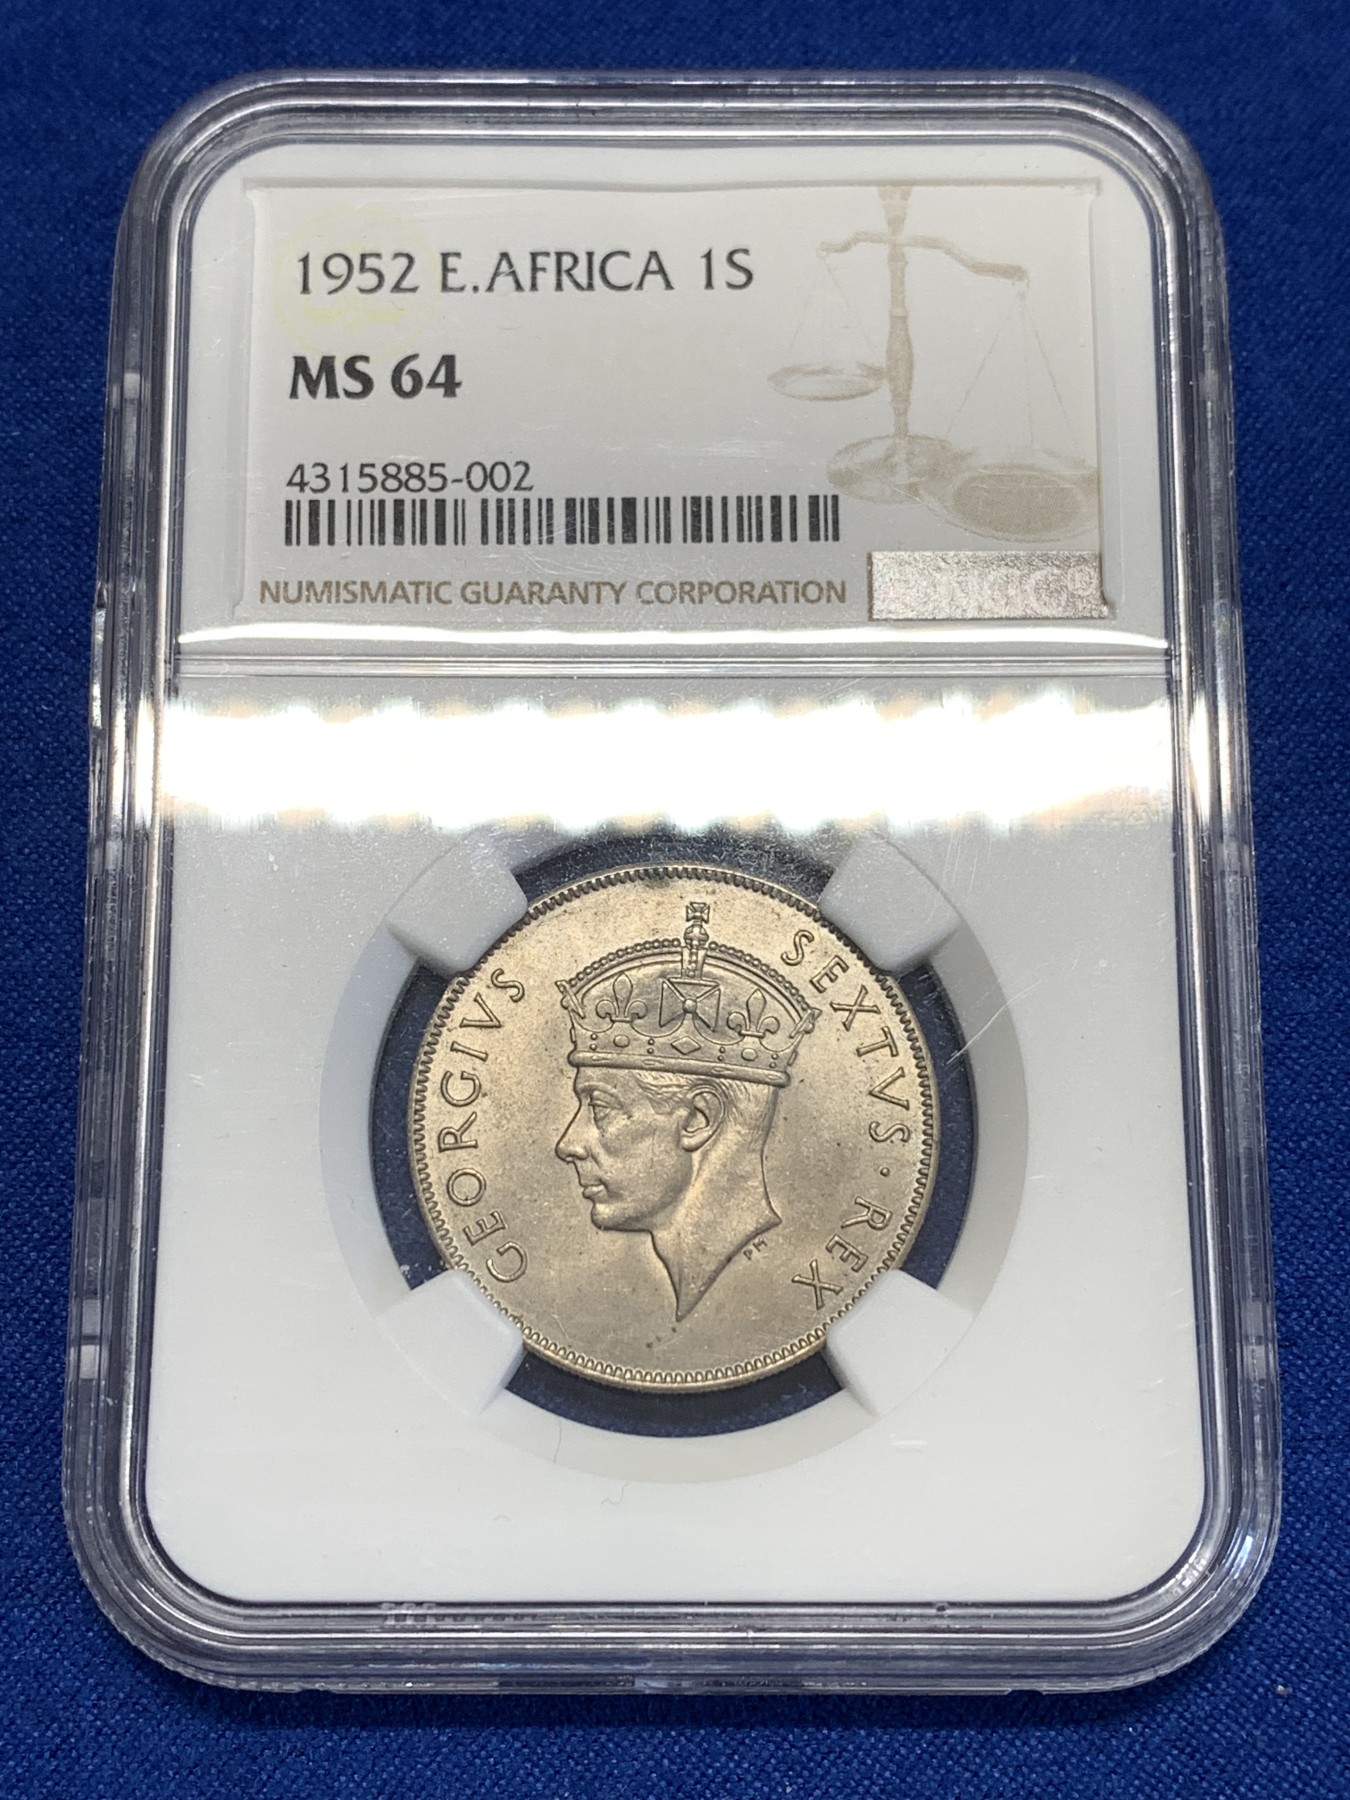 1952 E.AFRICA 1S
MS 64
4315885-002
NUMISMATIC GUARANTY CORPORATION
GEORGIVS SEXTVS·REX
PM